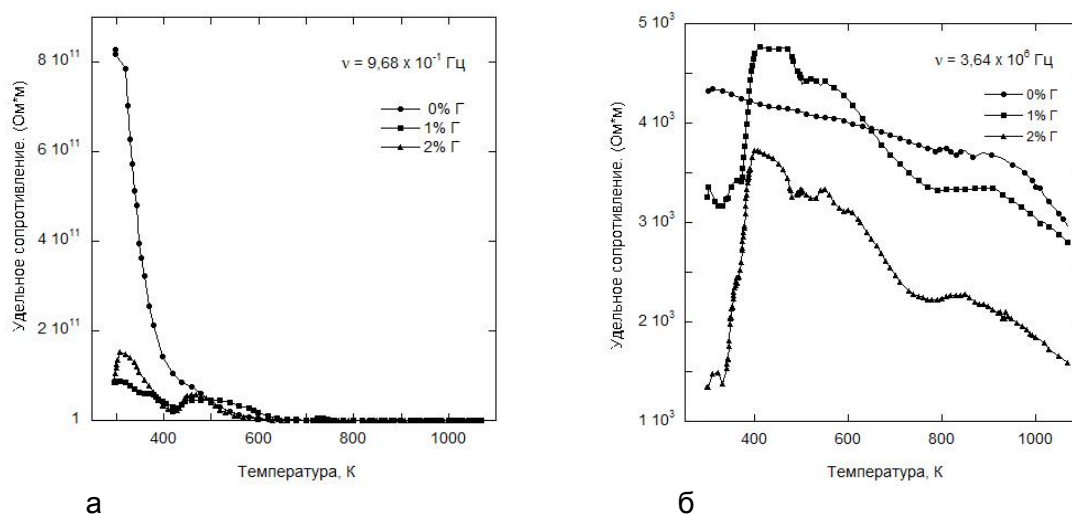 Удельное сопротивление. (Ом*м)
8 10¹¹
6 10¹¹
4 10¹¹
2 10¹¹
1
ν = 9,68 x 10⁻¹ Гц
0% Г
1% Г
2% Г
400 600 800 1000
Температура, К
а
Удельное сопротивление. (Ом*м)
5 10³
4 10³
3 10³
2 10³
1 10³
ν = 3,64 x 10⁶ Гц
0% Г
1% Г
2% Г
400 600 800 1000
Температура, К
б